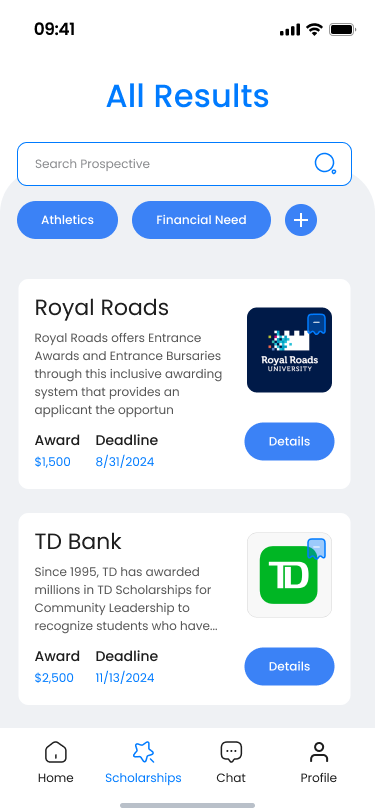 09:41
All Results
Search Prospective
Athletics
Financial Need
Royal Roads
Royal Roads offers Entrance
Awards and Entrance Bursaries
through this inclusive awarding
system that provides an
applicant the opportun
Royal Roads
UNIVERSITY
Award Deadline
$1,500 8/31/2024
Details
TD Bank
Since 1995, TD has awarded
millions in TD Scholarships for
Community Leadership to
recognize students who have...
TD
Award Deadline
$2,500 11/13/2024
Details
Home Scholarships Chat Profile